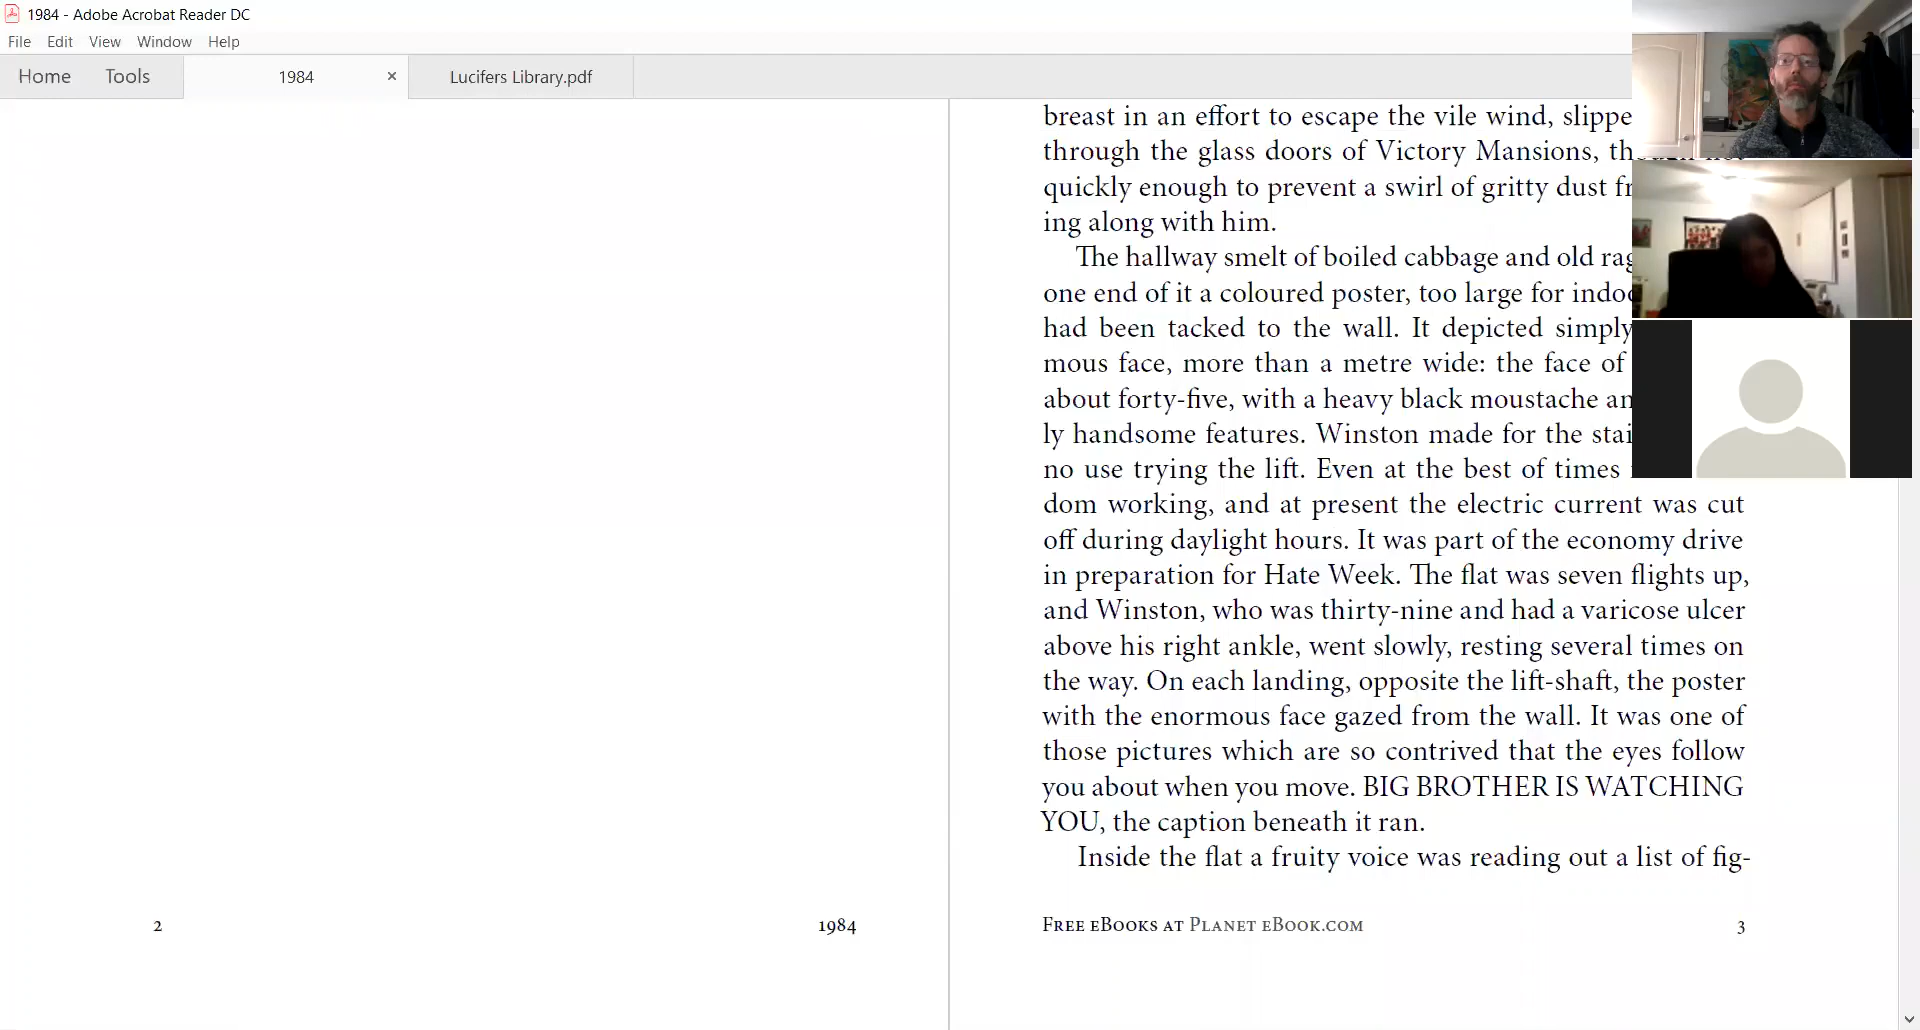 1984 - Adobe Acrobat Reader DC
File Edit View Window Help
Home Tools 1984 × Lucifers Library.pdf
breast in an effort to escape the vile wind, slippe
through the glass doors of Victory Mansions, though not
quickly enough to prevent a swirl of gritty dust fr
ing along with him.
The hallway smelt of boiled cabbage and old rag
one end of it a coloured poster, too large for indoo
had been tacked to the wall. It depicted simply
mous face, more than a metre wide: the face of
about forty-five, with a heavy black moustache an
ly handsome features. Winston made for the stai
no use trying the lift. Even at the best of times
dom working, and at present the electric current was cut
off during daylight hours. It was part of the economy drive
in preparation for Hate Week. The flat was seven flights up,
and Winston, who was thirty-nine and had a varicose ulcer
above his right ankle, went slowly, resting several times on
the way. On each landing, opposite the lift-shaft, the poster
with the enormous face gazed from the wall. It was one of
those pictures which are so contrived that the eyes follow
you about when you move. BIG BROTHER IS WATCHING
YOU, the caption beneath it ran.
Inside the flat a fruity voice was reading out a list of fig-
2 1984
Free eBooks at Planet eBook.com 3